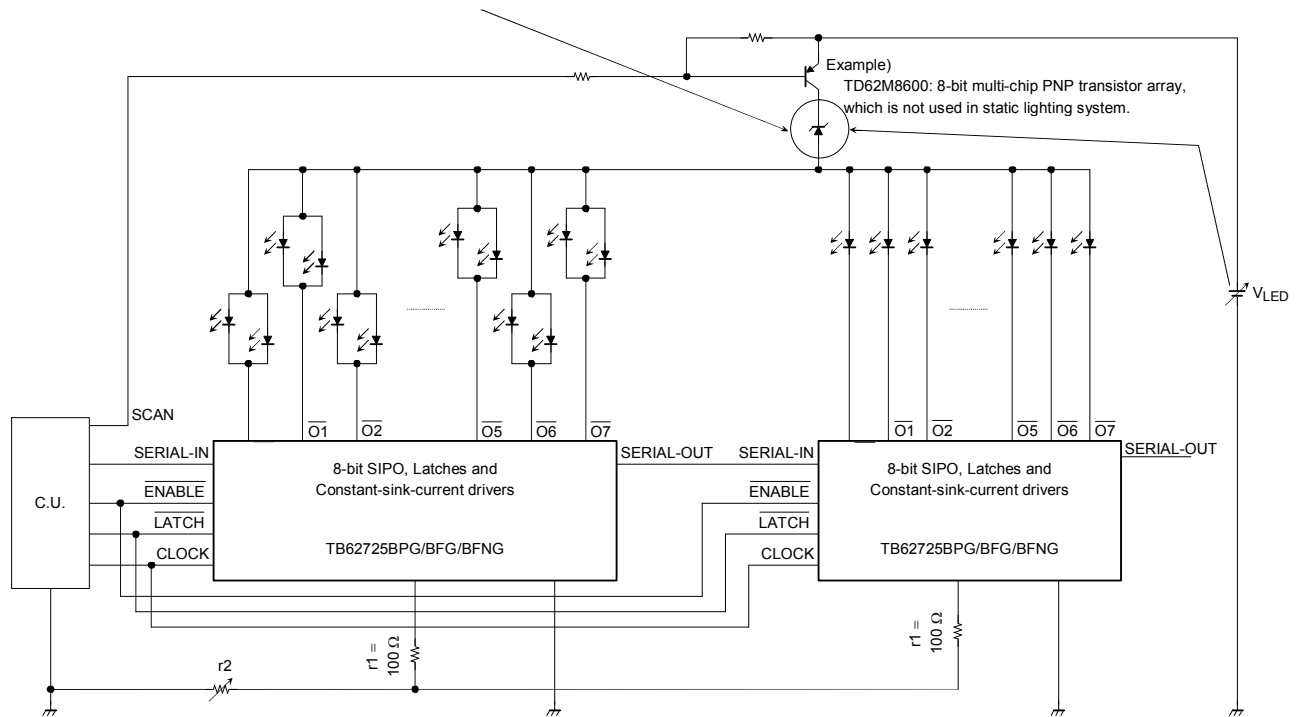 Example)
TD62M8600: 8-bit multi-chip PNP transistor array,
which is not used in static lighting system.
VLED
SCAN
O1 O2 O5 O6 O7
O1 O2 O5 O6 O7
SERIAL-IN
SERIAL-OUT
SERIAL-IN
SERIAL-OUT
8-bit SIPO, Latches and
Constant-sink-current drivers
8-bit SIPO, Latches and
Constant-sink-current drivers
C.U.
ENABLE
ENABLE
LATCH
LATCH
CLOCK
CLOCK
TB62725BPG/BFG/BFNG
TB62725BPG/BFG/BFNG
r1 =
100 Ω
r1 =
100 Ω
r2